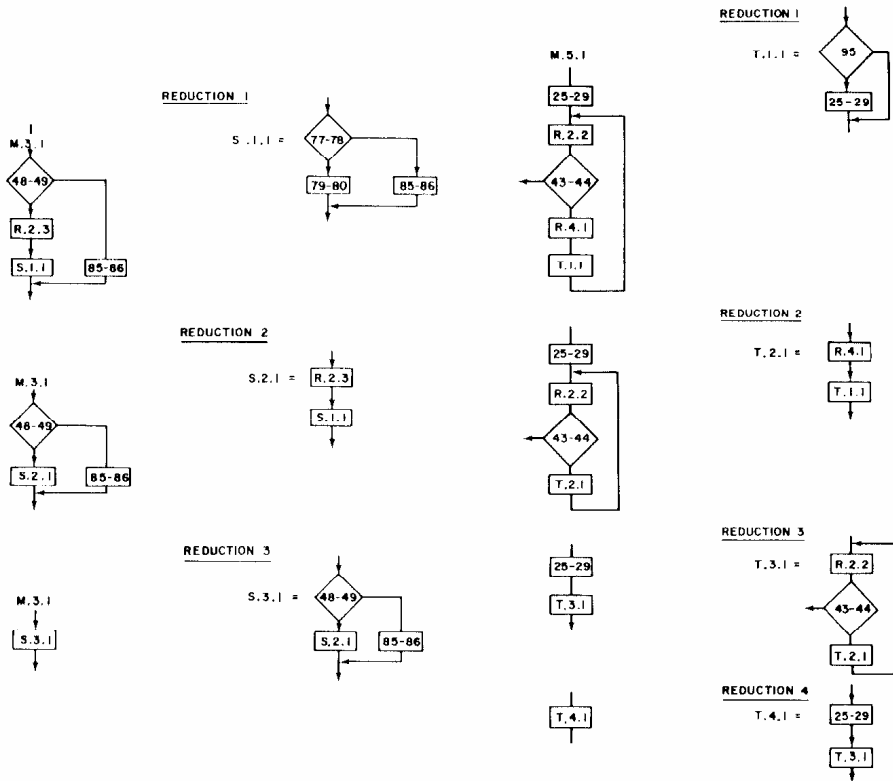 M.3.1
48-49
R.2.3
S.1.1
85-86
REDUCTION 1
S.1.1 =
77-78
79-80
85-86
M.5.1
25-29
R.2.2
43-44
R.4.1
T.1.1
REDUCTION 1
T.1.1 =
95
25-29
M.3.1
48-49
S.2.1
85-86
REDUCTION 2
S.2.1 =
R.2.3
S.1.1
25-29
R.2.2
43-44
T.2.1
REDUCTION 2
T.2.1 =
R.4.1
T.1.1
M.3.1
S.3.1
REDUCTION 3
S.3.1 =
48-49
S.2.1
85-86
25-29
T.3.1
REDUCTION 3
T.3.1 =
R.2.2
43-44
T.2.1
T.4.1
REDUCTION 4
T.4.1 =
25-29
T.3.1